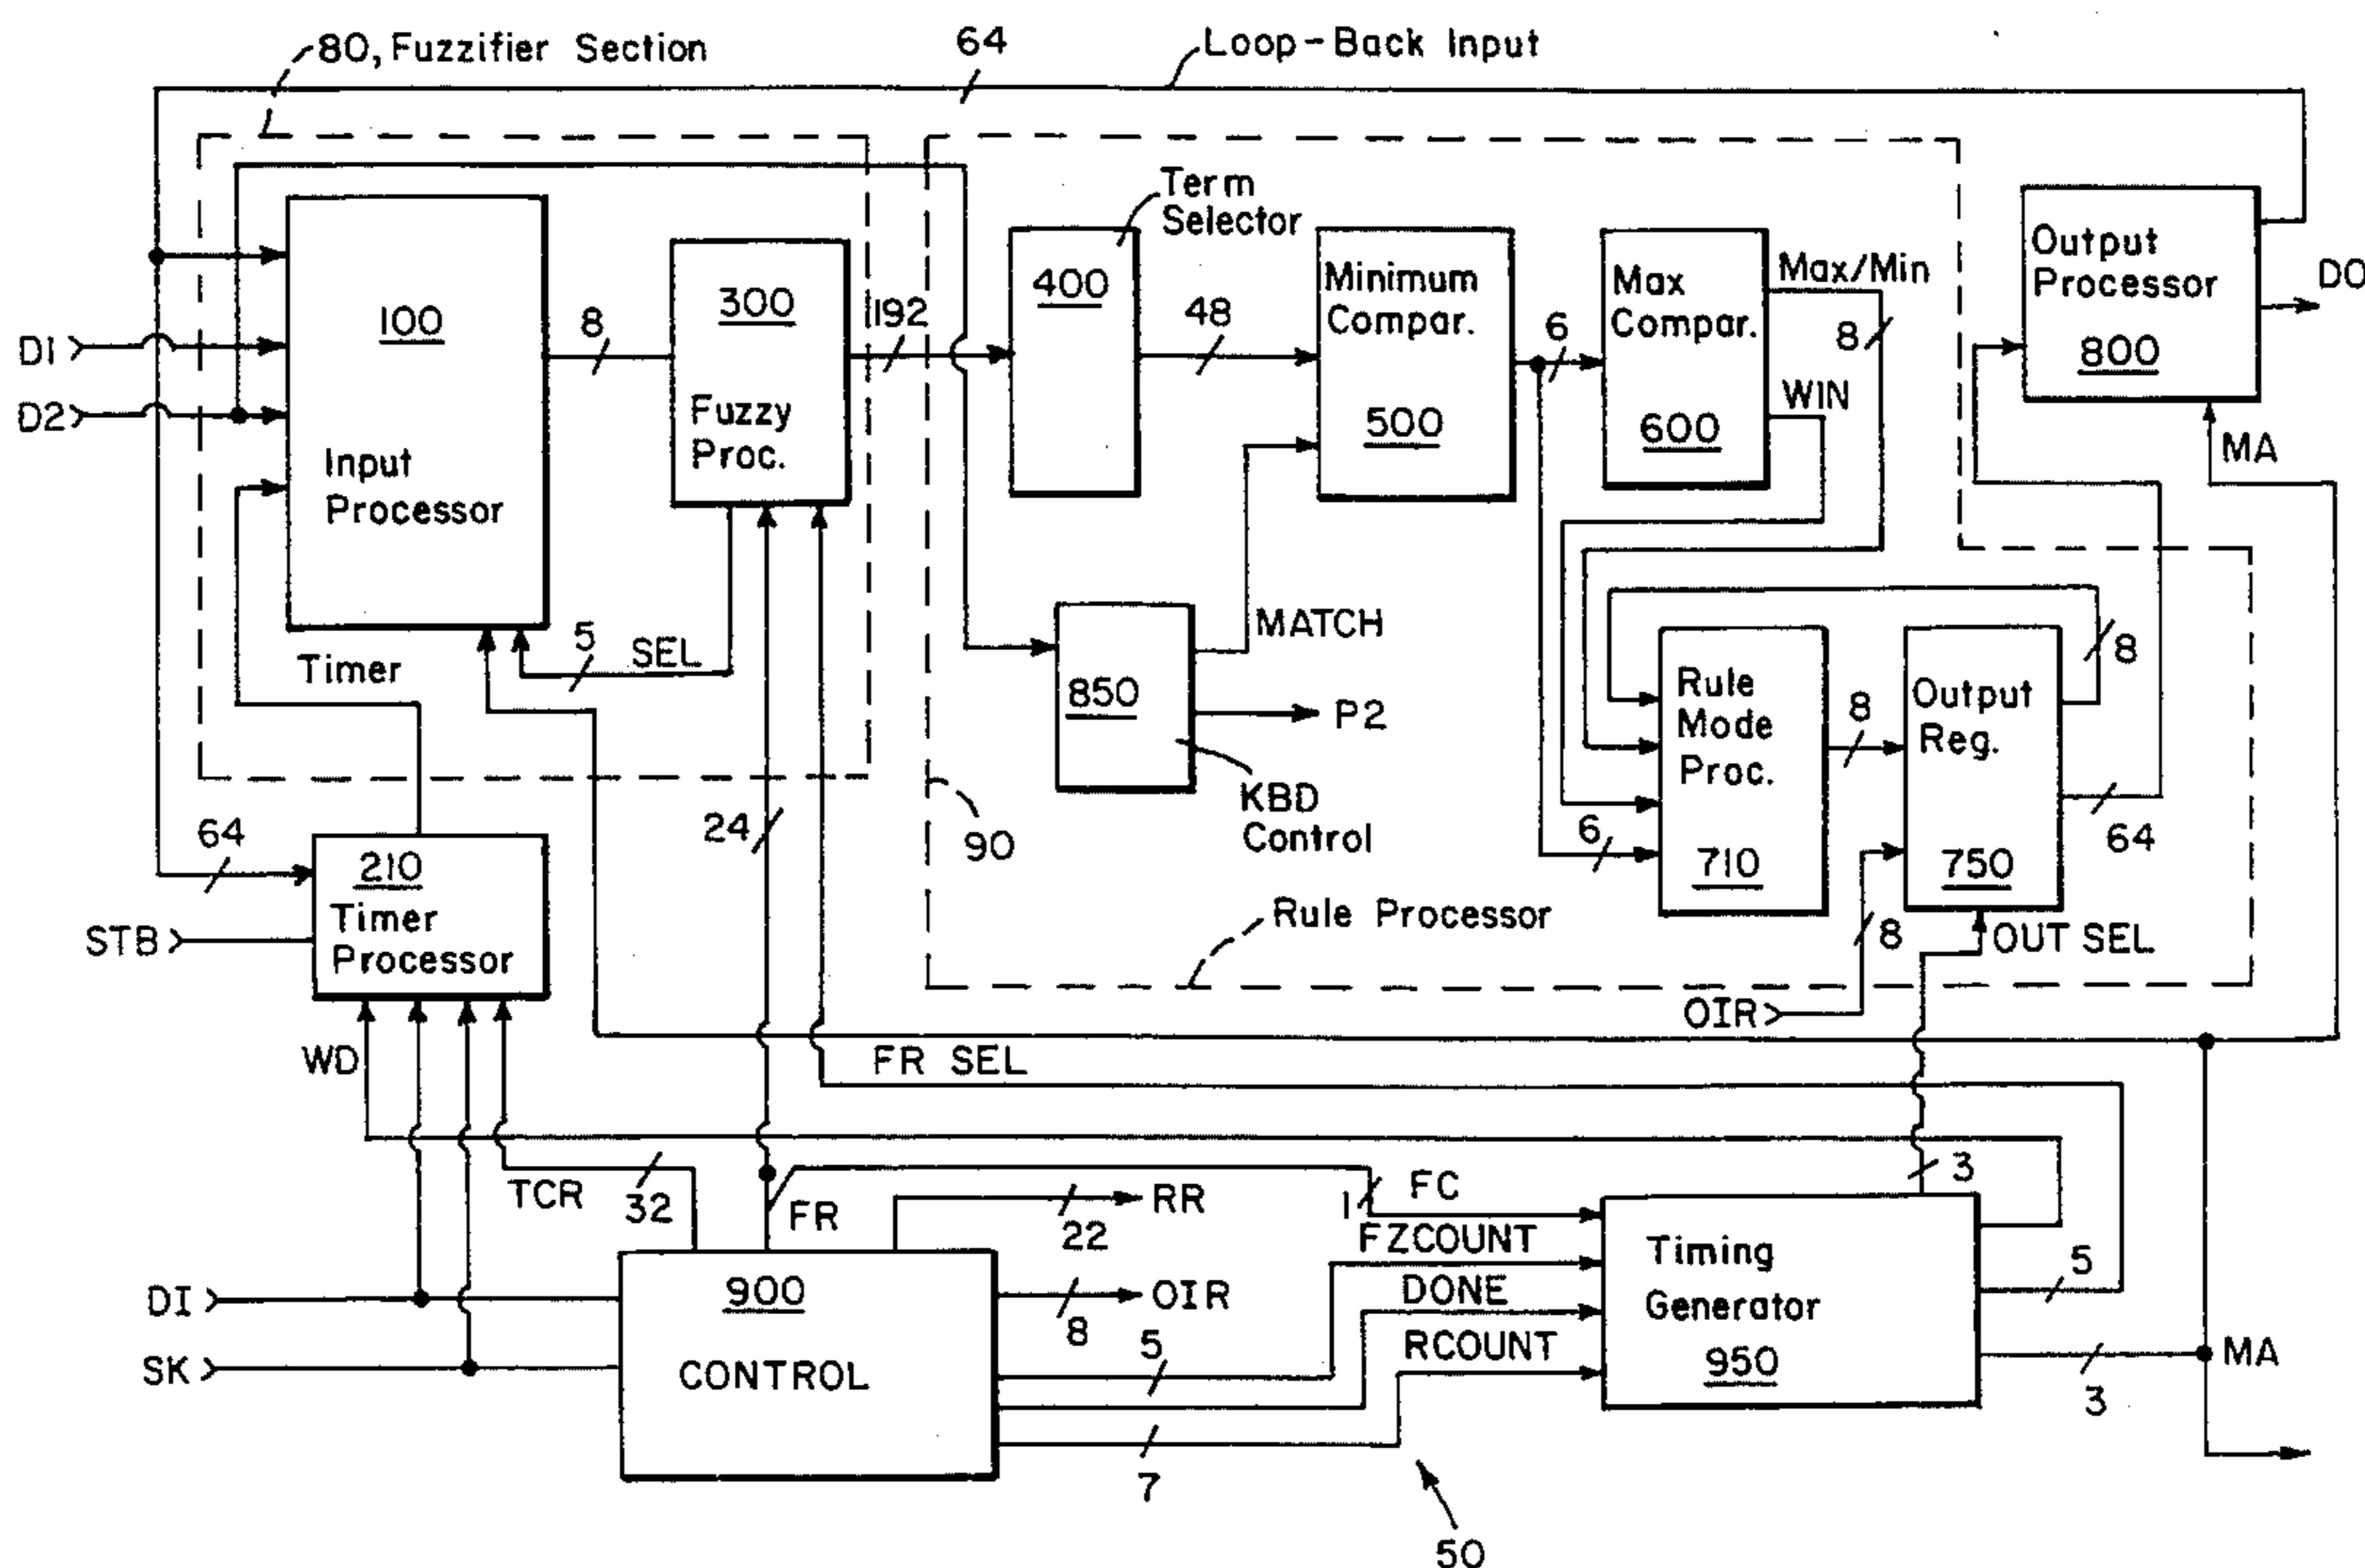 80, Fuzzifier Section
64
Loop-Back Input
Term
Selector
100
Input
Processor
8
300
Fuzzy
Proc.
192
400
48
Minimum
Compar.
500
6
Max
Compar.
600
Max/Min
8
WIN
Output
Processor
800
DO
MA
D1
D2
Timer
5
SEL
MATCH
850
P2
KBD
Control
90
Rule Processor
24
6
Rule
Mode
Proc.
710
8
Output
Reg.
750
8
64
8
OUT SEL
OIR
64
210
Timer
Processor
STB
WD
FR SEL
TCR
32
FR
22
RR
1
FC
FZCOUNT
DONE
RCOUNT
3
Timing
Generator
950
5
3
MA
DI
SK
900
CONTROL
8
OIR
5
7
50